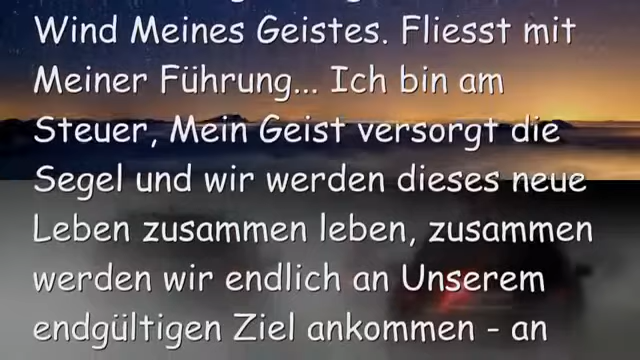 Wind Meines Geistes. Fliesst mit
Meiner Führung... Ich bin am
Steuer, Mein Geist versorgt die
Segel und wir werden dieses neue
Leben zusammen leben, zusammen
werden wir endlich an Unserem
endgültigen Ziel ankommen - an